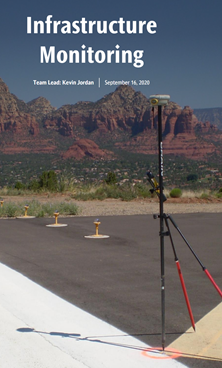 Infrastructure
Monitoring
Team Lead: Kevin Jordan | September 16, 2020